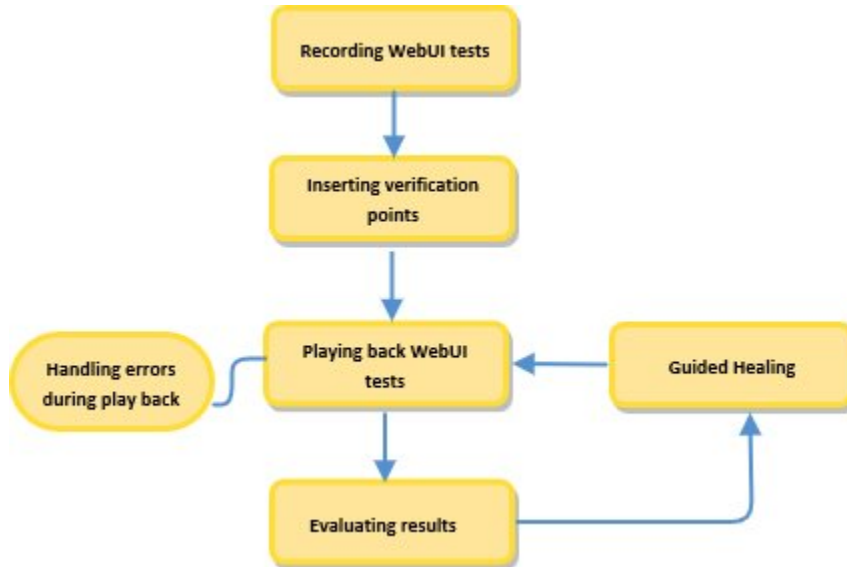 Recording WebUI tests
Inserting verification
points
Playing back WebUI
tests
Handling errors
during play back
Guided Healing
Evaluating results